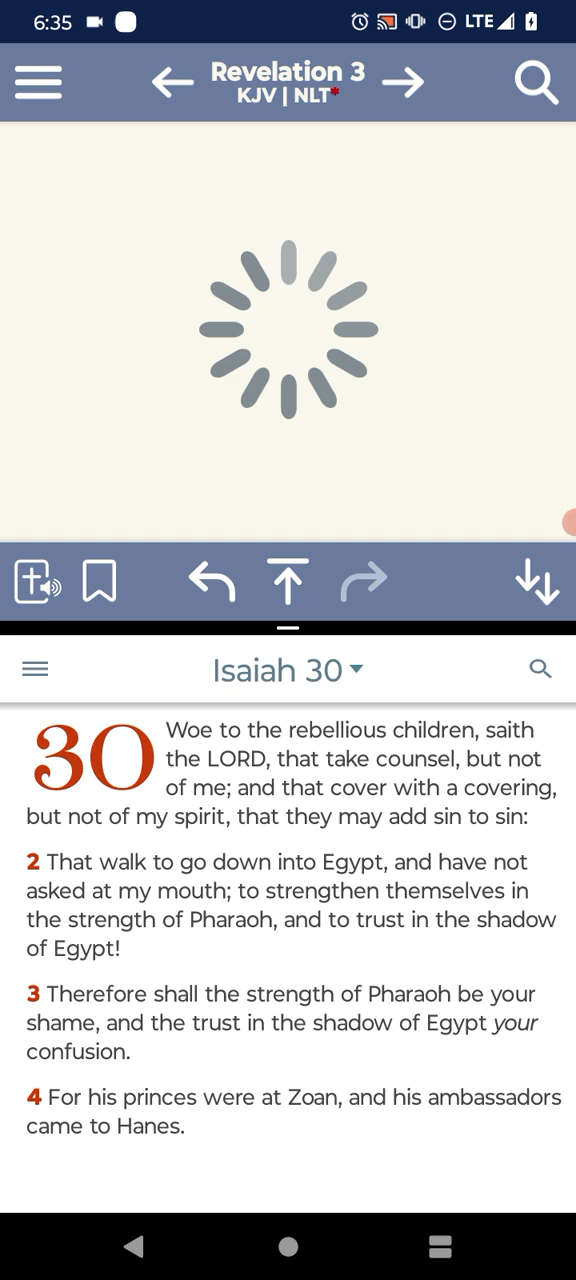 6:35
LTE
Revelation 3
KJV | NLT*
Isaiah 30
30 Woe to the rebellious children, saith
the LORD, that take counsel, but not
of me; and that cover with a covering,
but not of my spirit, that they may add sin to sin:
2 That walk to go down into Egypt, and have not
asked at my mouth; to strengthen themselves in
the strength of Pharaoh, and to trust in the shadow
of Egypt!
3 Therefore shall the strength of Pharaoh be your
shame, and the trust in the shadow of Egypt your
confusion.
4 For his princes were at Zoan, and his ambassadors
came to Hanes.